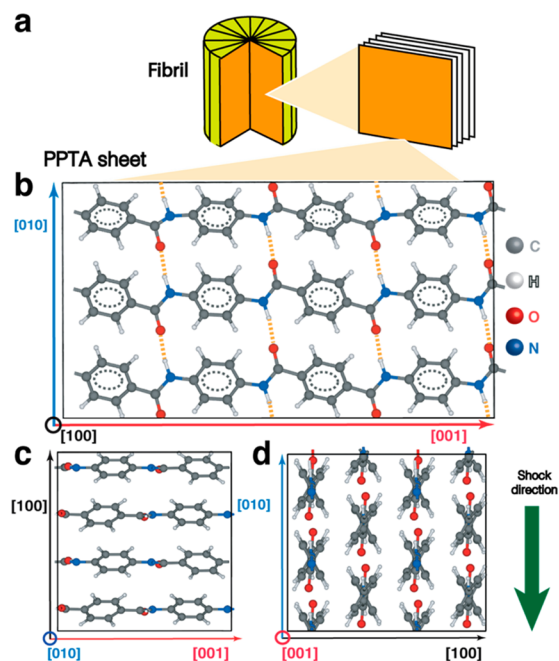 a
Fibril
PPTA sheet
b
[010]
C
H
O
N
[100]
[001]
c
d
[100]
[010]
Shock
direction
[010]
[001]
[001]
[100]